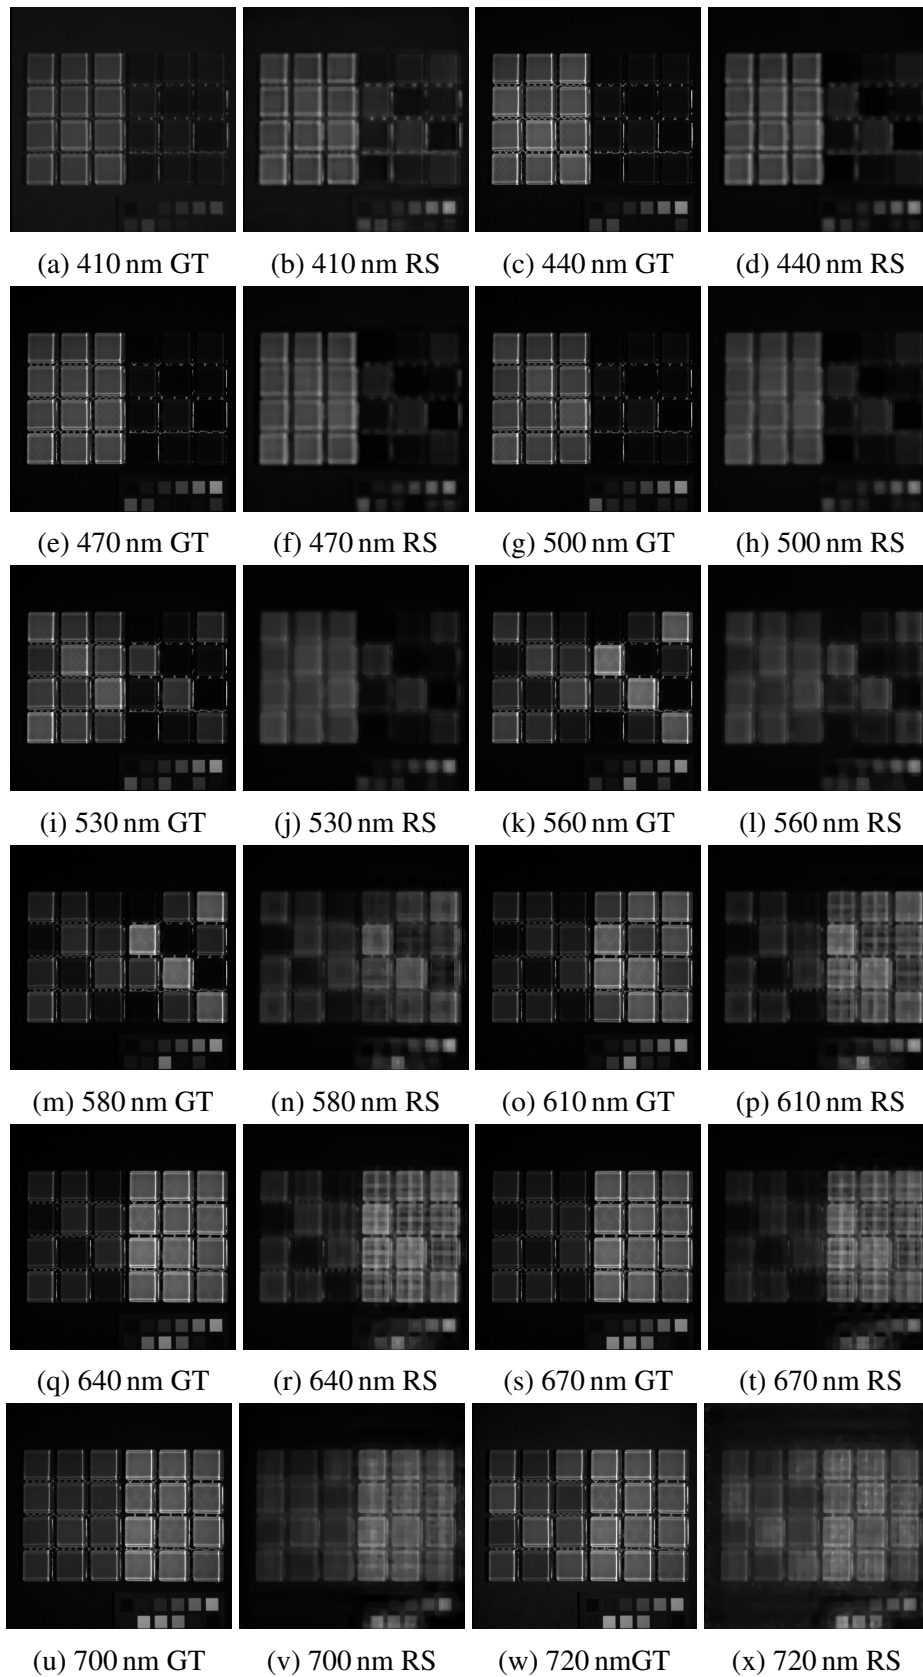 (a) 410 nm GT (b) 410 nm RS (c) 440 nm GT (d) 440 nm RS
(e) 470 nm GT (f) 470 nm RS (g) 500 nm GT (h) 500 nm RS
(i) 530 nm GT (j) 530 nm RS (k) 560 nm GT (l) 560 nm RS
(m) 580 nm GT (n) 580 nm RS (o) 610 nm GT (p) 610 nm RS
(q) 640 nm GT (r) 640 nm RS (s) 670 nm GT (t) 670 nm RS
(u) 700 nm GT (v) 700 nm RS (w) 720 nmGT (x) 720 nm RS